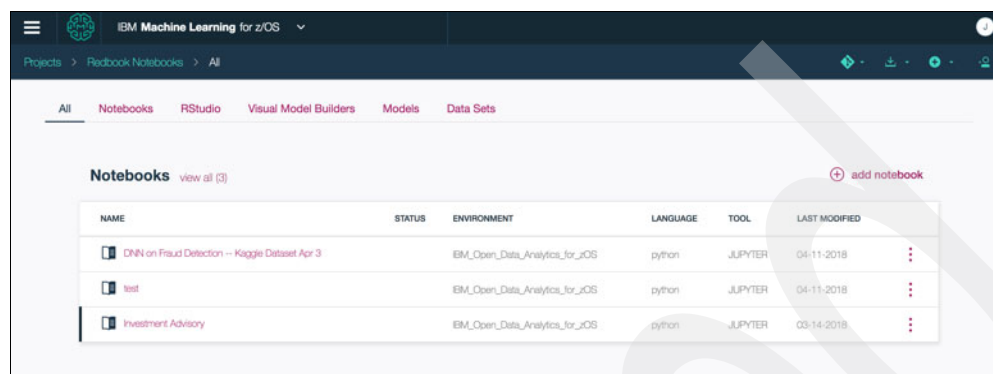 IBM Machine Learning for z/OS
J
Projects > Redbook Notebooks > All
All Notebooks RStudio Visual Model Builders Models Data Sets
Notebooks view all (3) add notebook
NAME STATUS ENVIRONMENT LANGUAGE TOOL LAST MODIFIED
DNN on Fraud Detection -- Kaggle Dataset Apr 3 IBM_Open_Data_Analytics_for_zOS python JUPYTER 04-11-2018
test IBM_Open_Data_Analytics_for_zOS python JUPYTER 04-11-2018
Investment Advisory IBM_Open_Data_Analytics_for_zOS python JUPYTER 03-14-2018